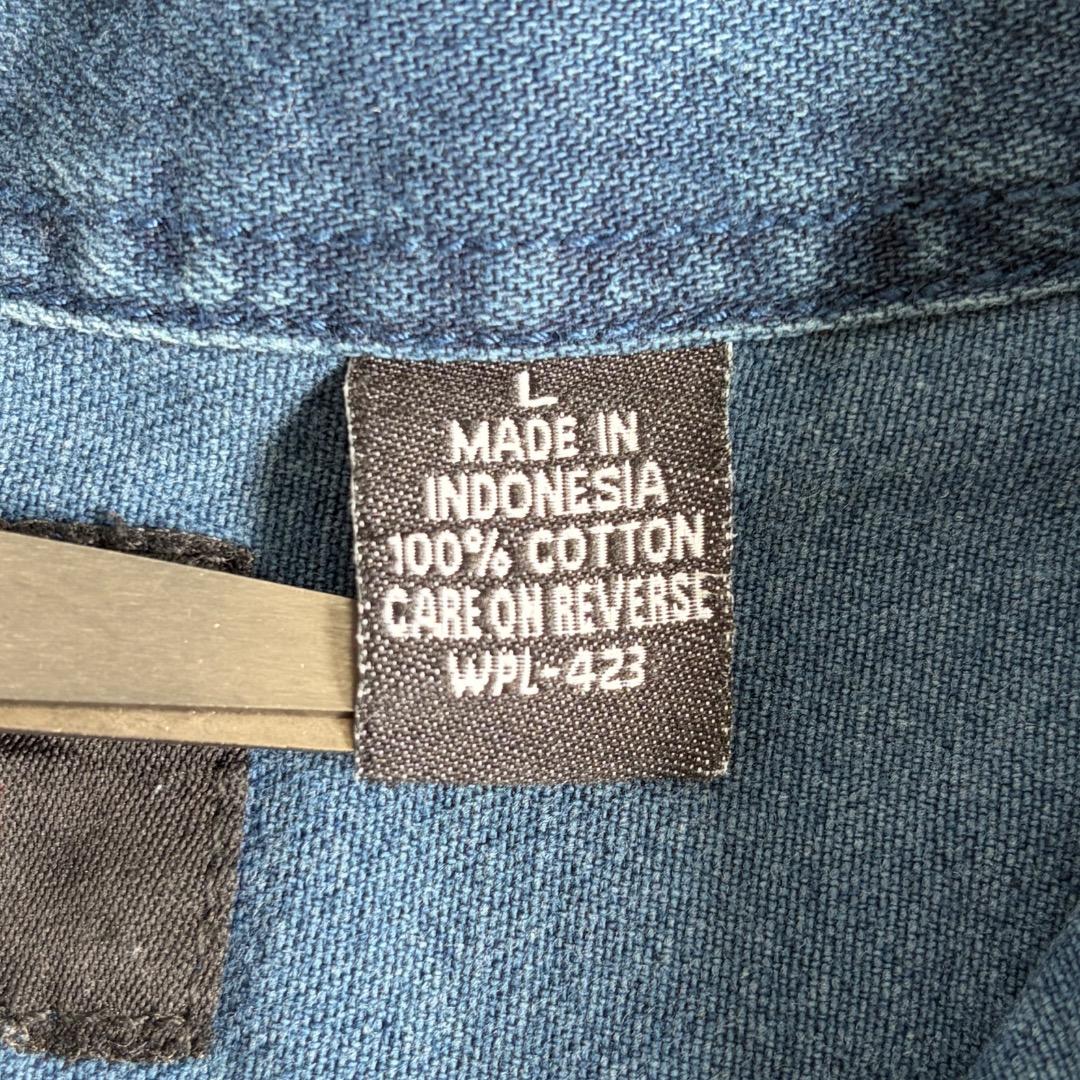 L
MADE IN
INDONESIA
100% COTTON
CARE ON REVERSE
WPL-423